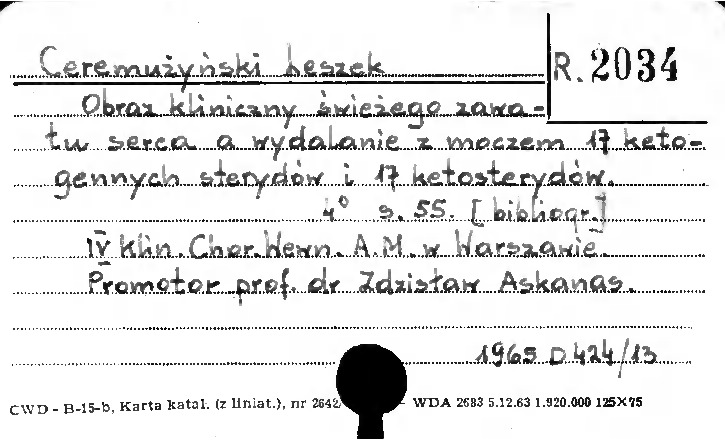 Ceremużyński Leszek
R. 2034
Obraz kliniczny świeżego zawa-
łu serca a wydalanie z moczem 17 keto-
gennych sterydów i 17 ketosterydów.
4° s. 55. [bibliogr.]
IV Klin. Chor. Wewn. A.M. w Warszawie.
Promotor prof. dr Zdzisław Askanas.
1965 D 424/13
CWD - B-15-b, Karta katal. (z liniat.), nr 2642 - WDA 2683 5.12.63 1.920.000 125X75